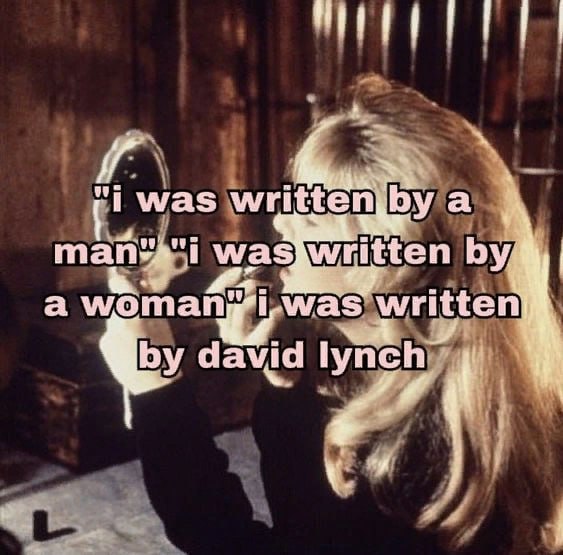 "i was written by a
man" "i was written by
a woman" i was written
by david lynch